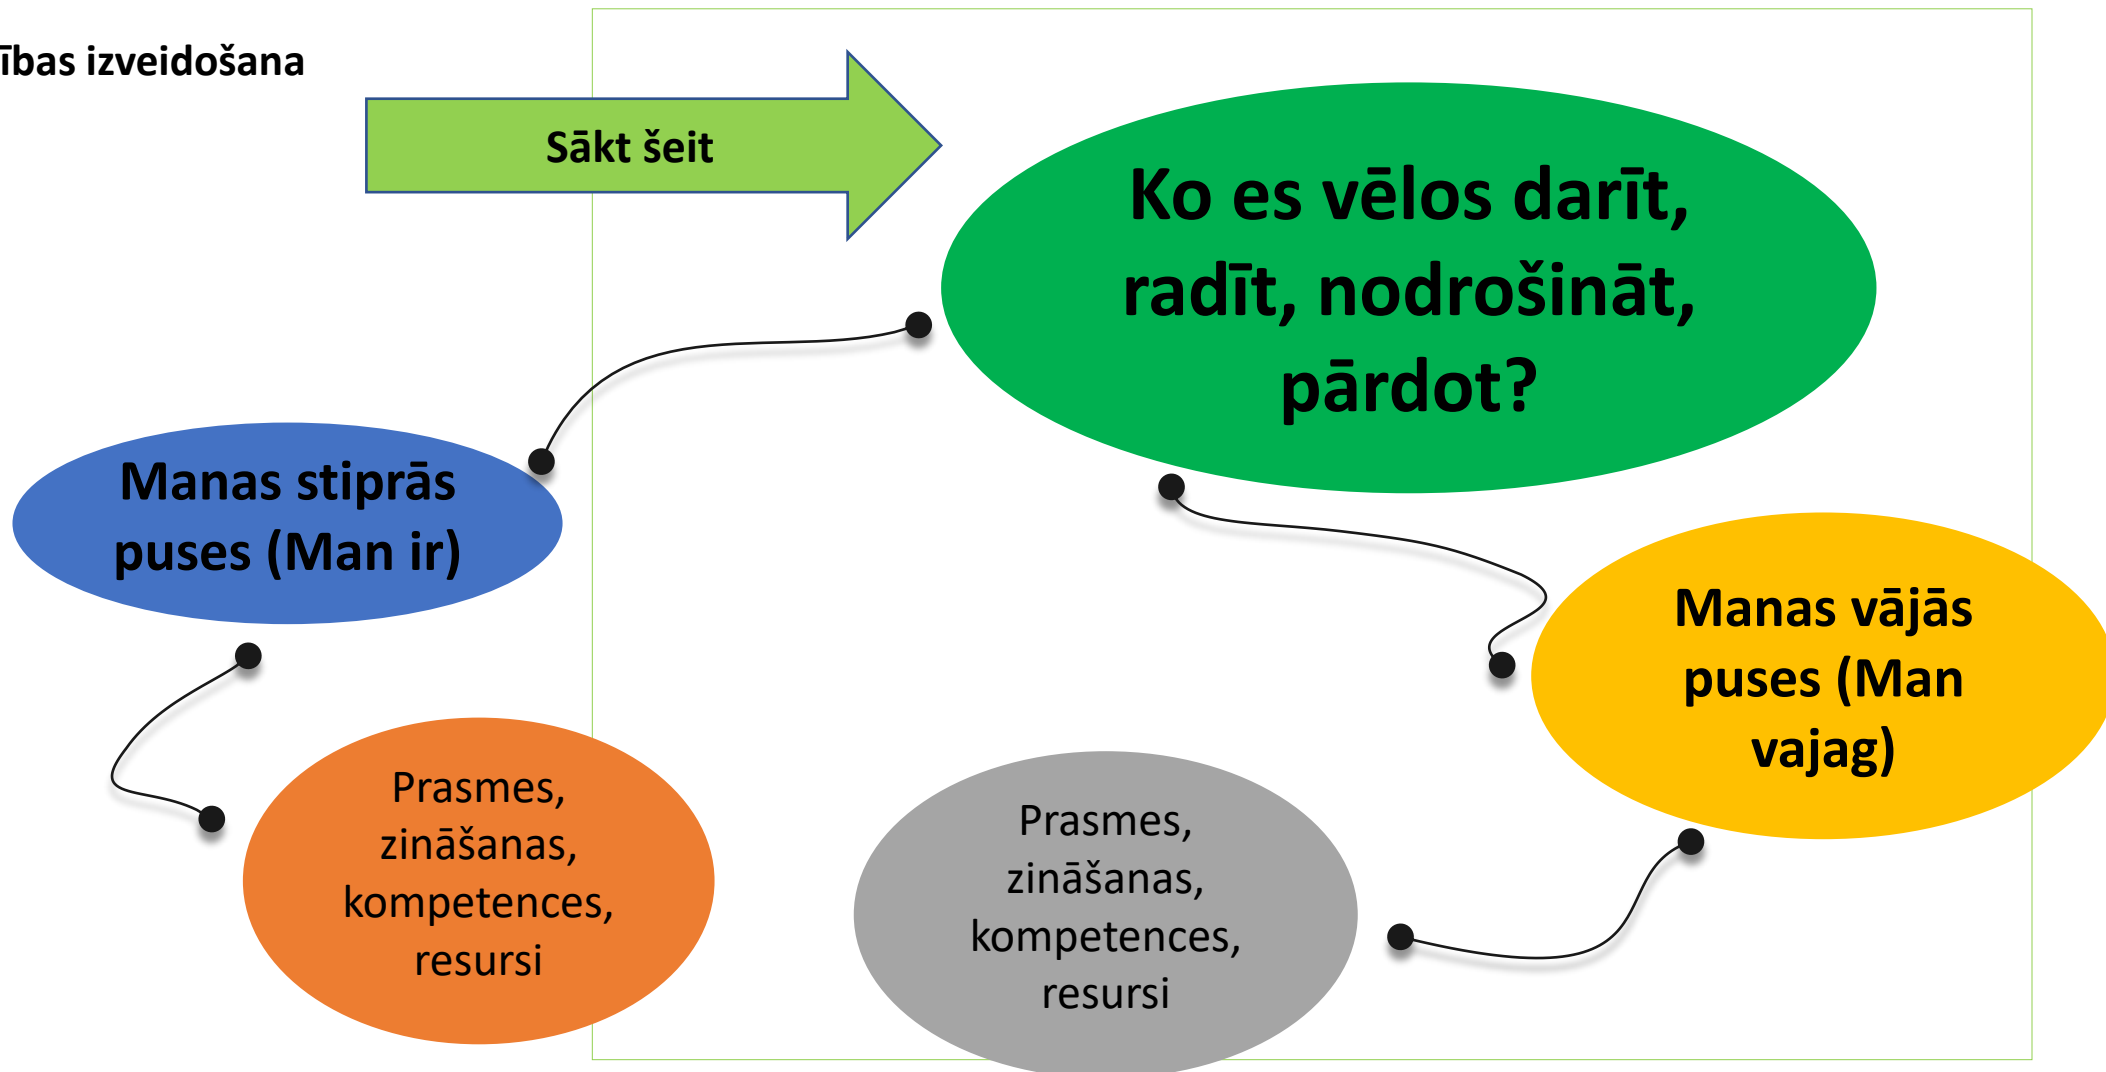 ības izveidošana
Sākt šeit
Ko es vēlos darīt,
radīt, nodrošināt,
pārdot?
Manas stiprās
puses (Man ir)
Manas vājās
puses (Man
vajag)
Prasmes,
zināšanas,
kompetences,
resursi
Prasmes,
zināšanas,
kompetences,
resursi